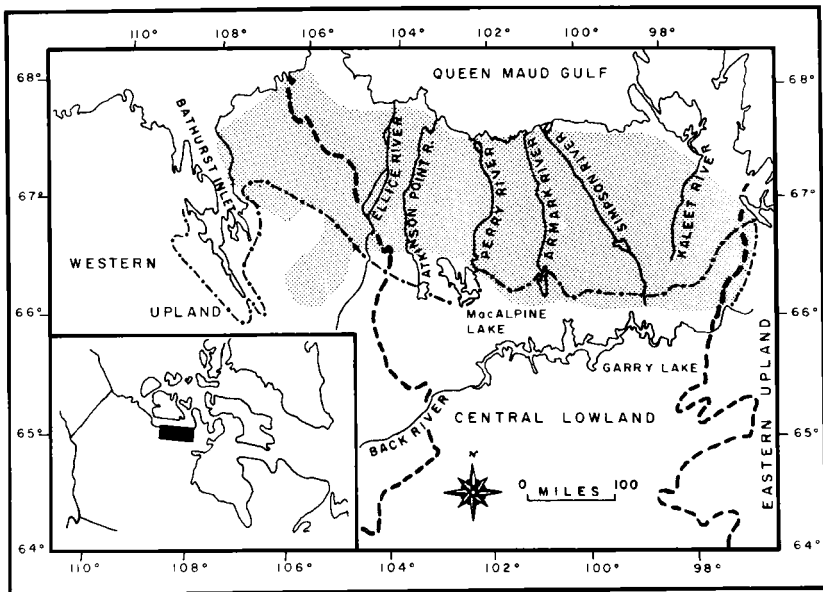 110° 108° 106° 104° 102° 100° 98°
68° 68°
QUEEN MAUD GULF
BATHURST INLET
ELLICE RIVER
ATKINSON POINT R.
PERRY RIVER
ARMARK RIVER
SIMPSON RIVER
KALEET RIVER
67° 67°
WESTERN
UPLAND
66° 66°
MacALPINE
LAKE
GARRY LAKE
BACK RIVER
CENTRAL LOWLAND
EASTERN UPLAND
65° 65°
N
0 MILES 100
64° 64°
110° 108° 106° 104° 102° 100° 98°